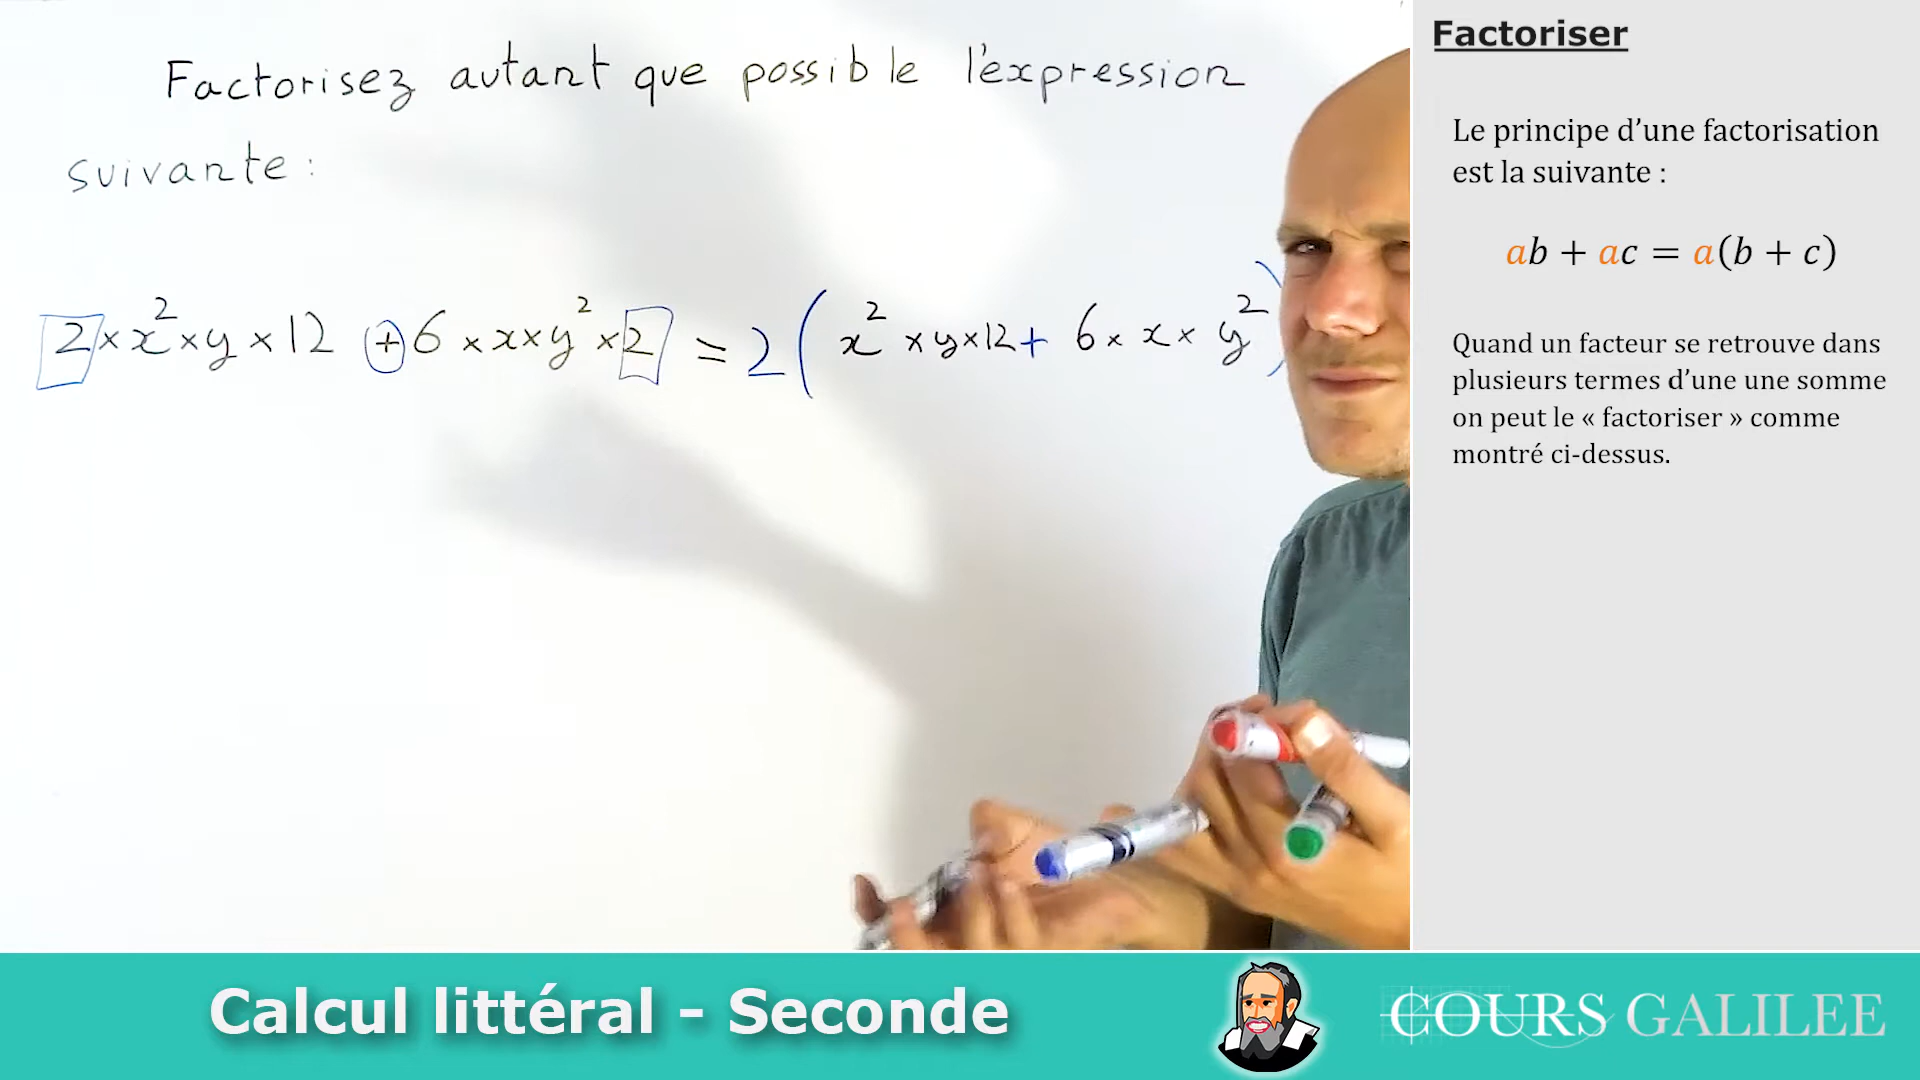 Factorisez autant que possible l'expression
suivante :
2 × x² × y × 12 + 6 × x × y² × 2 = 2 ( x² × y × 12 + 6 × x × y² )
Factoriser
Le principe d’une factorisation
est la suivante :
ab + ac = a(b + c)
Quand un facteur se retrouve dans
plusieurs termes d’une une somme
on peut le « factoriser » comme
montré ci-dessus.
Calcul littéral - Seconde
COURS GALILEE